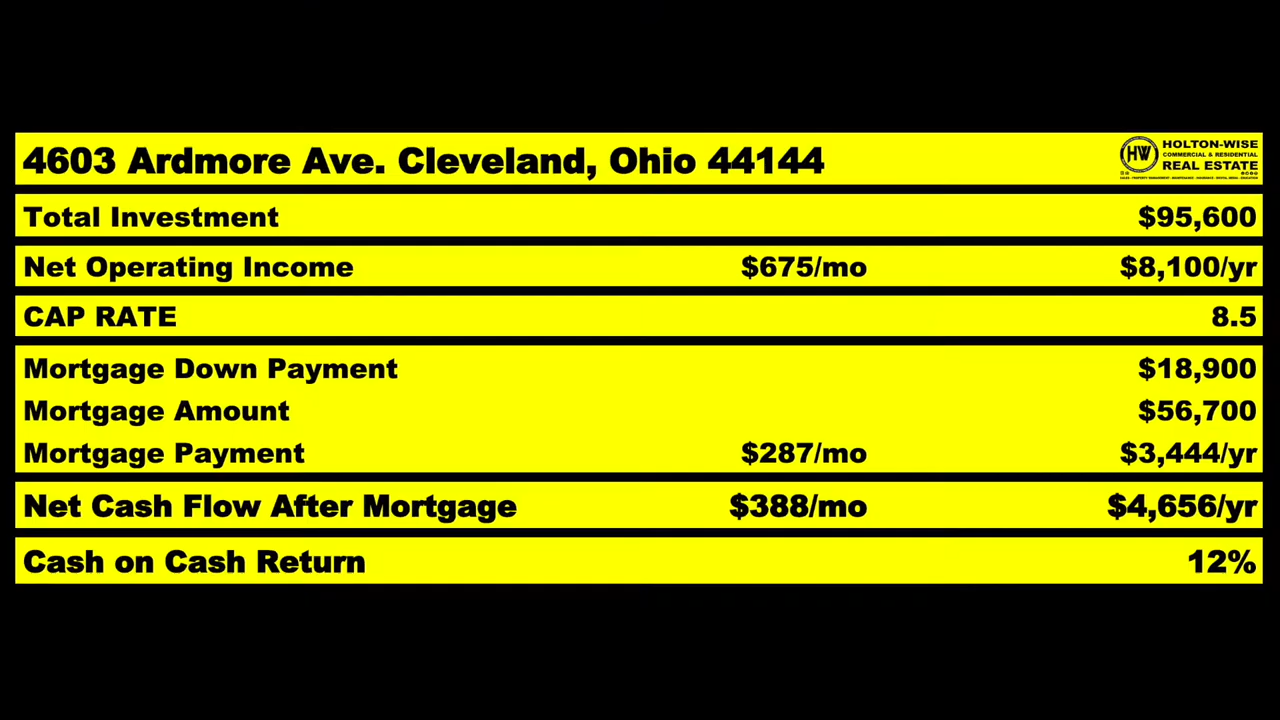 4603 Ardmore Ave. Cleveland, Ohio 44144
HW
HOLTON-WISE
COMMERCIAL & RESIDENTIAL
REAL ESTATE
Total Investment $95,600
Net Operating Income $675/mo $8,100/yr
CAP RATE 8.5
Mortgage Down Payment $18,900
Mortgage Amount $56,700
Mortgage Payment $287/mo $3,444/yr
Net Cash Flow After Mortgage $388/mo $4,656/yr
Cash on Cash Return 12%